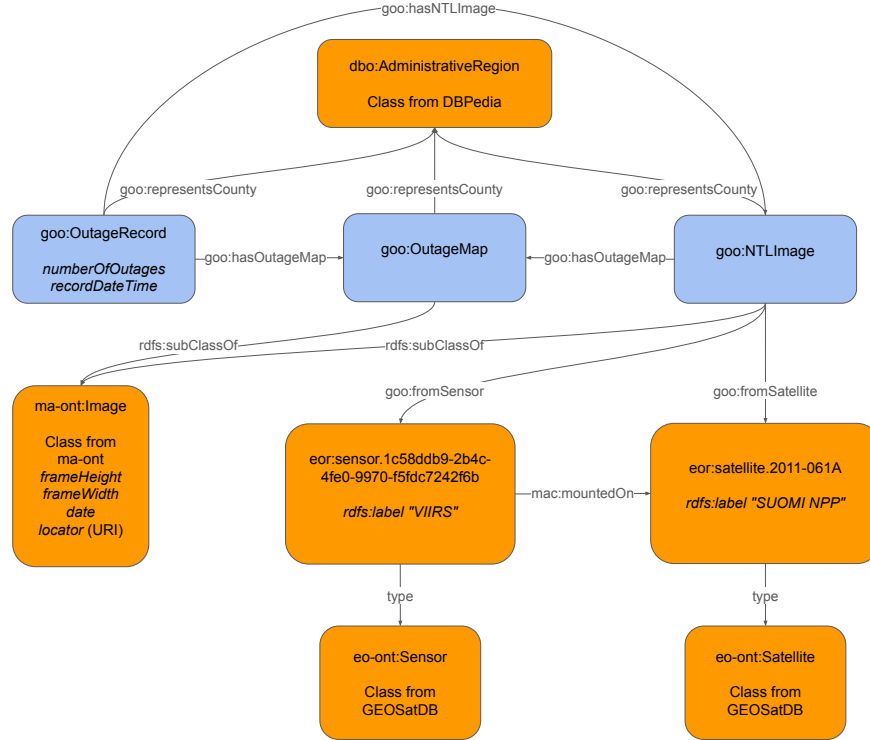 goo:hasNTLImage
dbo:AdministrativeRegion
Class from DBPedia
goo:representsCounty
goo:representsCounty
goo:representsCounty
goo:OutageRecord
numberOfOutages
recordDateTime
goo:hasOutageMap
goo:OutageMap
goo:hasOutageMap
goo:NTLImage
rdfs:subClassOf
rdfs:subClassOf
goo:fromSensor
goo:fromSatellite
ma-ont:Image
Class from
ma-ont
frameHeight
frameWidth
date
locator (URI)
eor:sensor.1c58ddb9-2b4c-
4fe0-9970-f5fdc7242f6b
rdfs:label "VIIRS"
mac:mountedOn
eor:satellite.2011-061A
rdfs:label "SUOMI NPP"
type
type
eo-ont:Sensor
Class from
GEOSatDB
eo-ont:Satellite
Class from
GEOSatDB